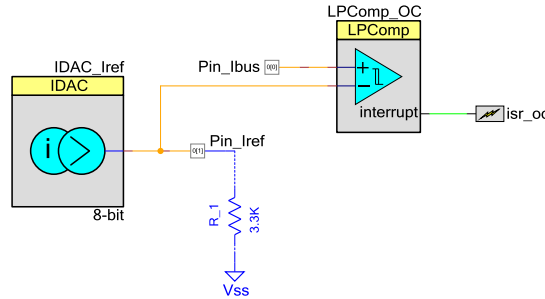 LPComp_OC
LPComp
IDAC_Iref
IDAC
Pin_Ibus
0[0]
+
−
interrupt
isr_oc
i
Pin_Iref
0[1]
8-bit
R_1
3.3K
Vss